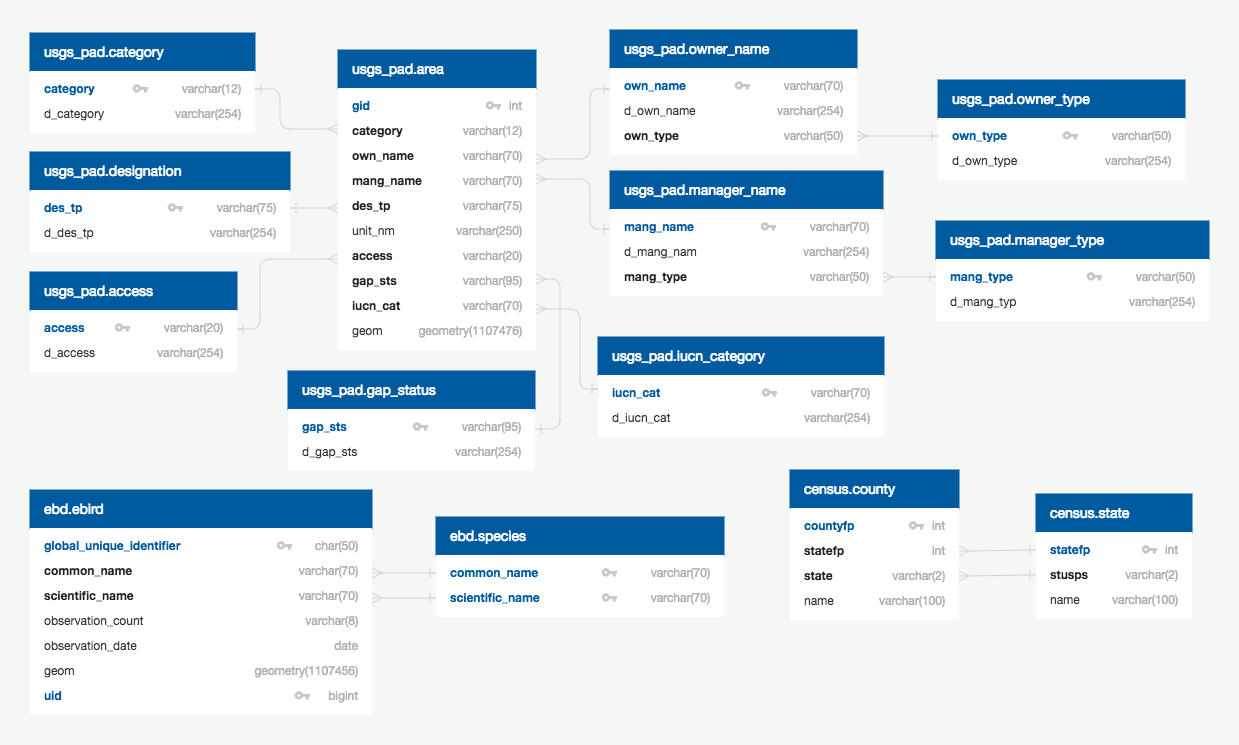 usgs_pad.category
category varchar(12)
d_category varchar(254)
usgs_pad.designation
des_tp varchar(75)
d_des_tp varchar(254)
usgs_pad.access
access varchar(20)
d_access varchar(254)
usgs_pad.area
gid int
category varchar(12)
own_name varchar(70)
mang_name varchar(70)
des_tp varchar(75)
unit_nm varchar(250)
access varchar(20)
gap_sts varchar(95)
iucn_cat varchar(70)
geom geometry(1107476)
usgs_pad.gap_status
gap_sts varchar(95)
d_gap_sts varchar(254)
usgs_pad.owner_name
own_name varchar(70)
d_own_name varchar(254)
own_type varchar(50)
usgs_pad.owner_type
own_type varchar(50)
d_own_type varchar(254)
usgs_pad.manager_name
mang_name varchar(70)
d_mang_nam varchar(254)
mang_type varchar(50)
usgs_pad.manager_type
mang_type varchar(50)
d_mang_typ varchar(254)
usgs_pad.iucn_category
iucn_cat varchar(70)
d_iucn_cat varchar(254)
ebd.ebird
global_unique_identifier char(50)
common_name varchar(70)
scientific_name varchar(70)
observation_count varchar(8)
observation_date date
geom geometry(1107456)
uid bigint
ebd.species
common_name varchar(70)
scientific_name varchar(70)
census.county
countyfp int
statefp int
state varchar(2)
name varchar(100)
census.state
statefp int
stusps varchar(2)
name varchar(100)